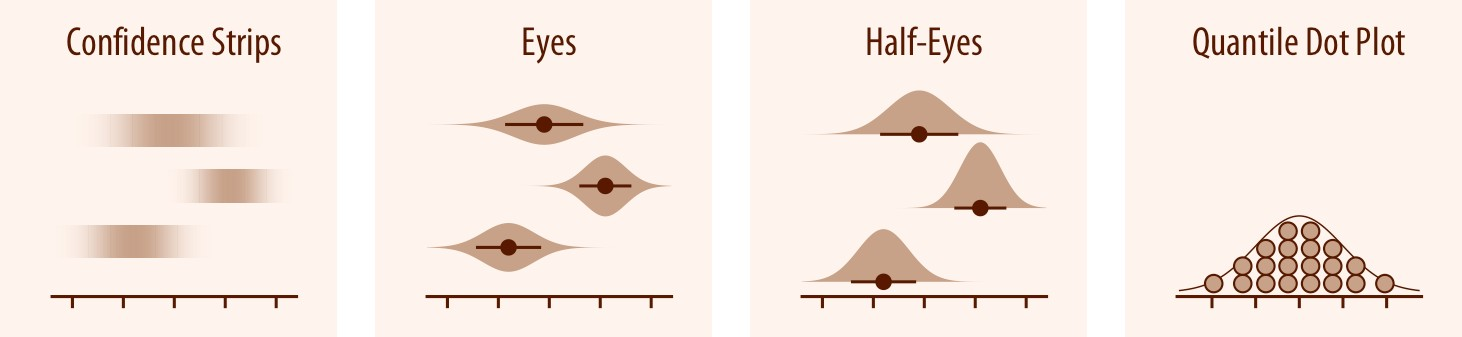 Confidence Strips
Eyes
Half-Eyes
Quantile Dot Plot